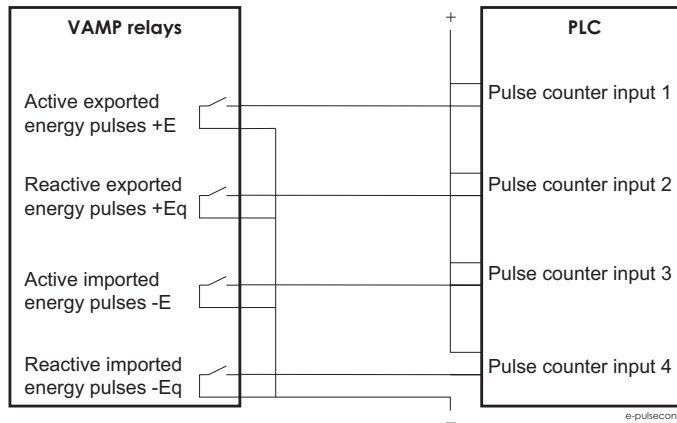 VAMP relays
Active exported
energy pulses +E
Reactive exported
energy pulses +Eq
Active imported
energy pulses -E
Reactive imported
energy pulses -Eq
+
−
PLC
Pulse counter input 1
Pulse counter input 2
Pulse counter input 3
Pulse counter input 4
e-pulsecon